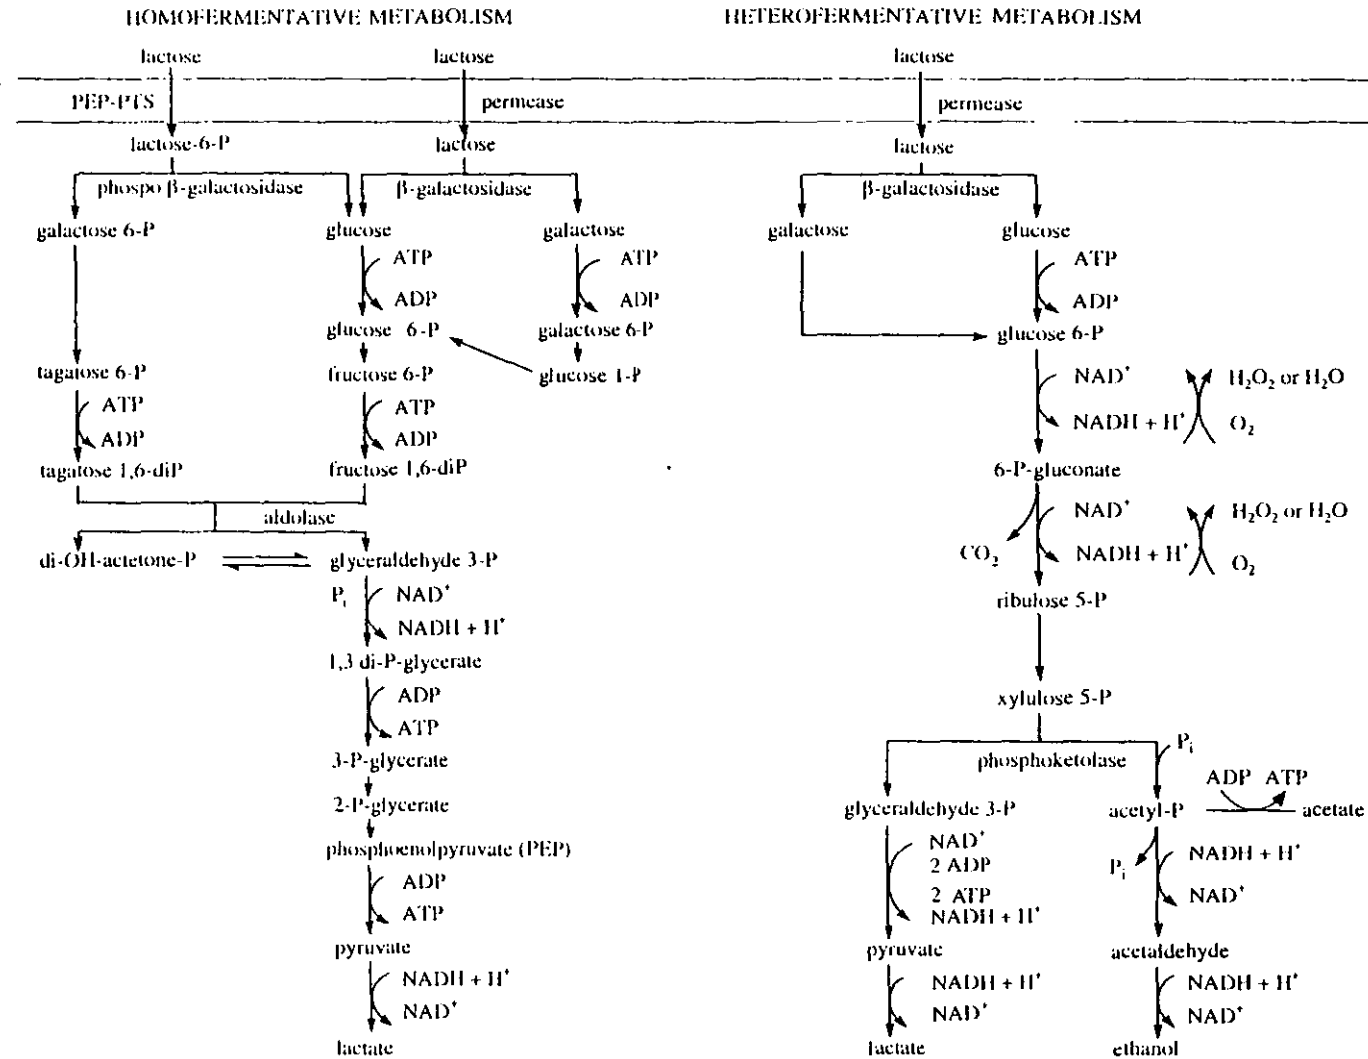 HOMOFERMENTATIVE METABOLISM HETEROFERMENTATIVE METABOLISM
lactose lactose lactose
PEP-PTS permease permease
lactose-6-P lactose lactose
phospo β-galactosidase β-galactosidase β-galactosidase
galactose 6-P glucose galactose galactose glucose
ATP ATP ATP
ADP ADP ADP
glucose 6-P galactose 6-P glucose 6-P
tagatose 6-P fructose 6-P glucose 1-P NAD⁺ H₂O₂ or H₂O
ATP ATP
NADH + H⁺ O₂
ADP ADP
tagatose 1,6-diP fructose 1,6-diP 6-P-gluconate
aldolase NAD⁺ H₂O₂ or H₂O
di-OH-actetone-P glyceraldehyde 3-P CO₂ NADH + H⁺ O₂
Pᵢ NAD⁺ ribulose 5-P
NADH + H⁺
1,3 di-P-glycerate
ADP xylulose 5-P
ATP
Pᵢ
3-P-glycerate phosphoketolase
ADP ATP
2-P-glycerate glyceraldehyde 3-P acetyl-P acetate
phosphoenolpyruvate (PEP) NAD⁺ NADH + H⁺
2 ADP Pᵢ
ADP 2 ATP NAD⁺
ATP NADH + H⁺
pyruvate pyruvate acetaldehyde
NADH + H⁺ NADH + H⁺ NADH + H⁺
NAD⁺ NAD⁺ NAD⁺
lactate lactate ethanol